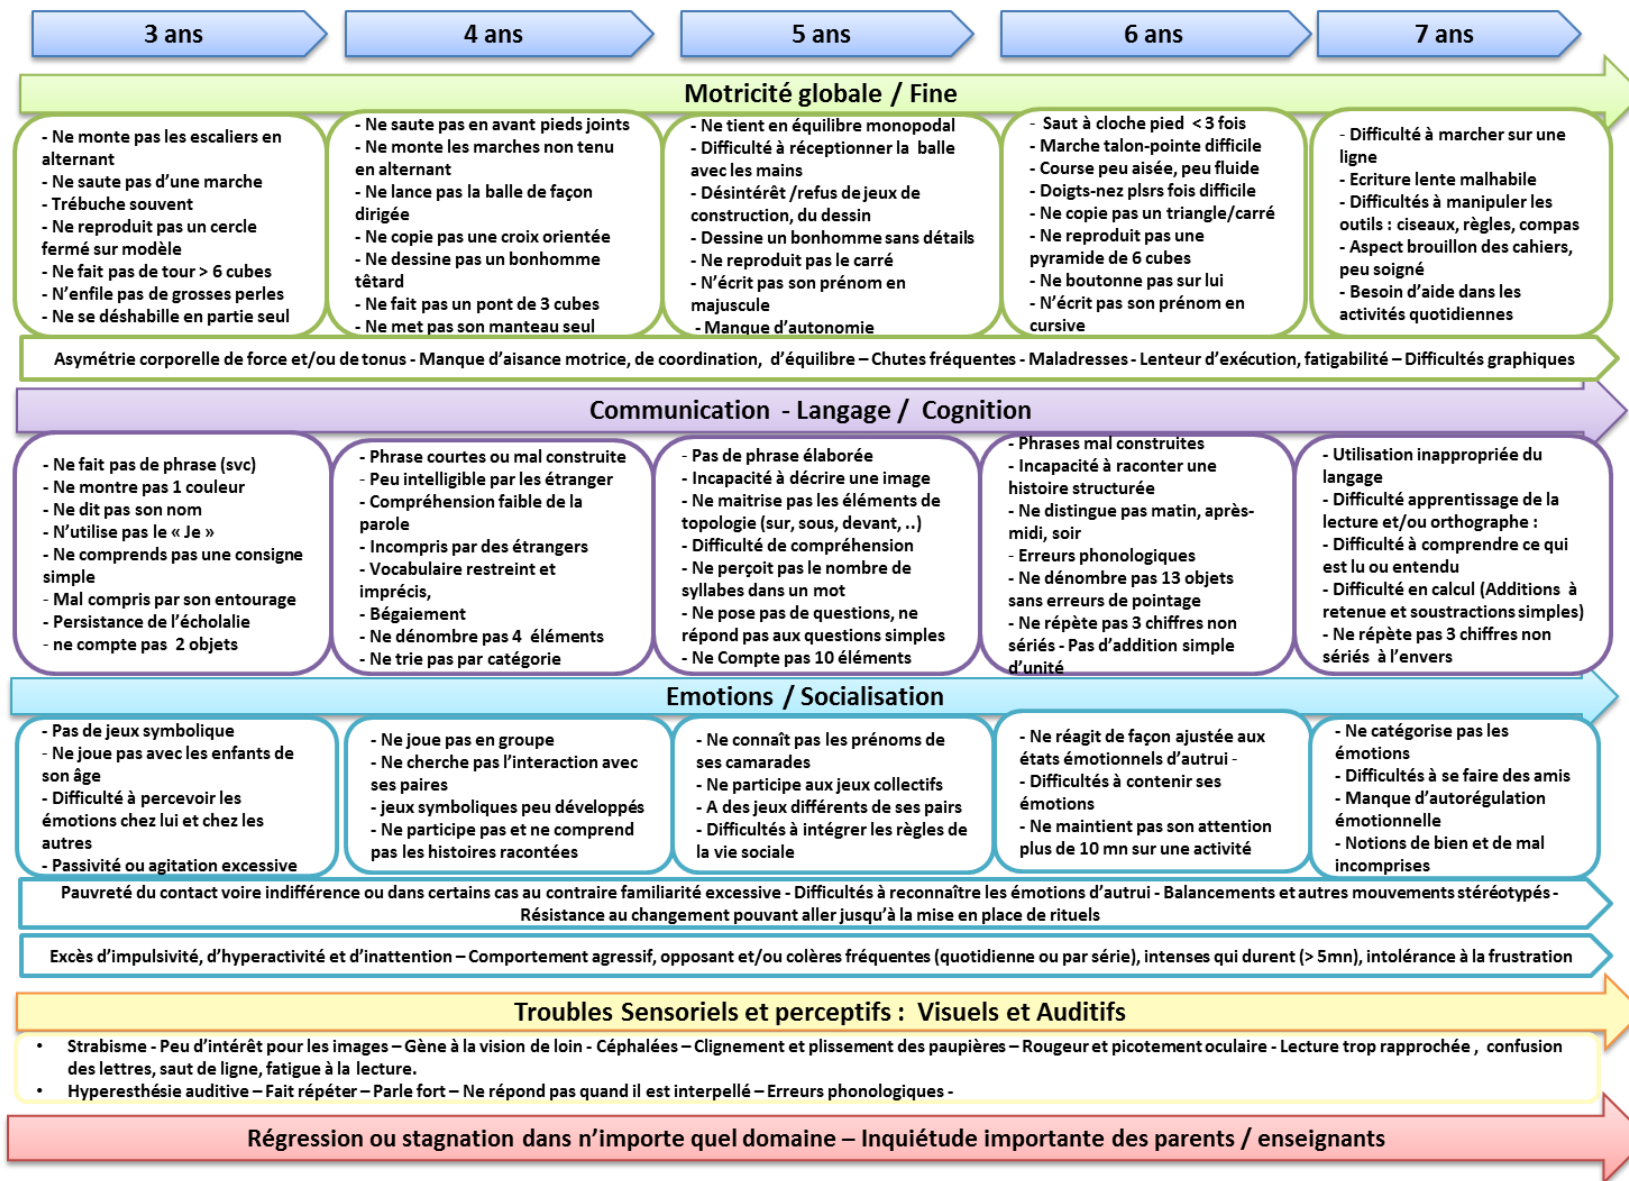 3 ans
4 ans
5 ans
6 ans
7 ans
Motricité globale / Fine
- Ne monte pas les escaliers en
alternant
- Ne saute pas d'une marche
- Trébuche souvent
- Ne reproduit pas un cercle
fermé sur modèle
- Ne fait pas de tour > 6 cubes
- N'enfile pas de grosses perles
- Ne se déshabille en partie seul
- Ne saute pas en avant pieds joints
- Ne monte les marches non tenu
en alternant
- Ne lance pas la balle de façon
dirigée
- Ne copie pas une croix orientée
- Ne dessine pas un bonhomme
têtard
- Ne fait pas un pont de 3 cubes
- Ne met pas son manteau seul
- Ne tient en équilibre monopodal
- Difficulté à réceptionner la balle
avec les mains
- Désintérêt /refus de jeux de
construction, du dessin
- Dessine un bonhomme sans détails
- Ne reproduit pas le carré
- N'écrit pas son prénom en
majuscule
- Manque d'autonomie
- Saut à cloche pied < 3 fois
- Marche talon-pointe difficile
- Course peu aisée, peu fluide
- Doigts-nez plsrs fois difficile
- Ne copie pas un triangle/carré
- Ne reproduit pas une
pyramide de 6 cubes
- Ne boutonne pas sur lui
- N'écrit pas son prénom en
cursive
- Difficulté à marcher sur une
ligne
- Ecriture lente malhabile
- Difficultés à manipuler les
outils : ciseaux, règles, compas
- Aspect brouillon des cahiers,
peu soigné
- Besoin d'aide dans les
activités quotidiennes
Asymétrie corporelle de force et/ou de tonus - Manque d'aisance motrice, de coordination, d'équilibre – Chutes fréquentes - Maladresses - Lenteur d'exécution, fatigabilité – Difficultés graphiques
Communication - Langage / Cognition
- Ne fait pas de phrase (svc)
- Ne montre pas 1 couleur
- Ne dit pas son nom
- N'utilise pas le « Je »
- Ne comprends pas une consigne
simple
- Mal compris par son entourage
- Persistance de l'écholalie
- ne compte pas 2 objets
- Phrase courtes ou mal construite
- Peu intelligible par les étranger
- Compréhension faible de la
parole
- Incompris par des étrangers
- Vocabulaire restreint et
imprécis,
- Bégaiement
- Ne dénombre pas 4 éléments
- Ne trie pas par catégorie
- Pas de phrase élaborée
- Incapacité à décrire une image
- Ne maitrise pas les éléments de
topologie (sur, sous, devant, ..)
- Difficulté de compréhension
- Ne perçoit pas le nombre de
syllabes dans un mot
- Ne pose pas de questions, ne
répond pas aux questions simples
- Ne Compte pas 10 éléments
- Phrases mal construites
- Incapacité à raconter une
histoire structurée
- Ne distingue pas matin, après-
midi, soir
- Erreurs phonologiques
- Ne dénombre pas 13 objets
sans erreurs de pointage
- Ne répète pas 3 chiffres non
sériés - Pas d'addition simple
d'unité
- Utilisation inappropriée du
langage
- Difficulté apprentissage de la
lecture et/ou orthographe :
- Difficulté à comprendre ce qui
est lu ou entendu
- Difficulté en calcul (Additions à
retenue et soustractions simples)
- Ne répète pas 3 chiffres non
sériés à l'envers
Emotions / Socialisation
- Pas de jeux symbolique
- Ne joue pas avec les enfants de
son âge
- Difficulté à percevoir les
émotions chez lui et chez les
autres
- Passivité ou agitation excessive
- Ne joue pas en groupe
- Ne cherche pas l'interaction avec
ses paires
- jeux symboliques peu développés
- Ne participe pas et ne comprend
pas les histoires racontées
- Ne connaît pas les prénoms de
ses camarades
- Ne participe aux jeux collectifs
- A des jeux différents de ses pairs
- Difficultés à intégrer les règles de
la vie sociale
- Ne réagit de façon ajustée aux
états émotionnels d'autrui -
- Difficultés à contenir ses
émotions
- Ne maintient pas son attention
plus de 10 mn sur une activité
- Ne catégorise pas les
émotions
- Difficultés à se faire des amis
- Manque d'autorégulation
émotionnelle
- Notions de bien et de mal
incomprises
Pauvreté du contact voire indifférence ou dans certains cas au contraire familiarité excessive - Difficultés à reconnaître les émotions d'autrui - Balancements et autres mouvements stéréotypés -
Résistance au changement pouvant aller jusqu'à la mise en place de rituels
Excès d'impulsivité, d'hyperactivité et d'inattention – Comportement agressif, opposant et/ou colères fréquentes (quotidienne ou par série), intenses qui durent (> 5mn), intolérance à la frustration
Troubles Sensoriels et perceptifs : Visuels et Auditifs
• Strabisme - Peu d'intérêt pour les images – Gène à la vision de loin - Céphalées – Clignement et plissement des paupières – Rougeur et picotement oculaire - Lecture trop rapprochée , confusion
des lettres, saut de ligne, fatigue à la lecture.
• Hyperesthésie auditive – Fait répéter – Parle fort – Ne répond pas quand il est interpellé – Erreurs phonologiques -
Régression ou stagnation dans n'importe quel domaine – Inquiétude importante des parents / enseignants